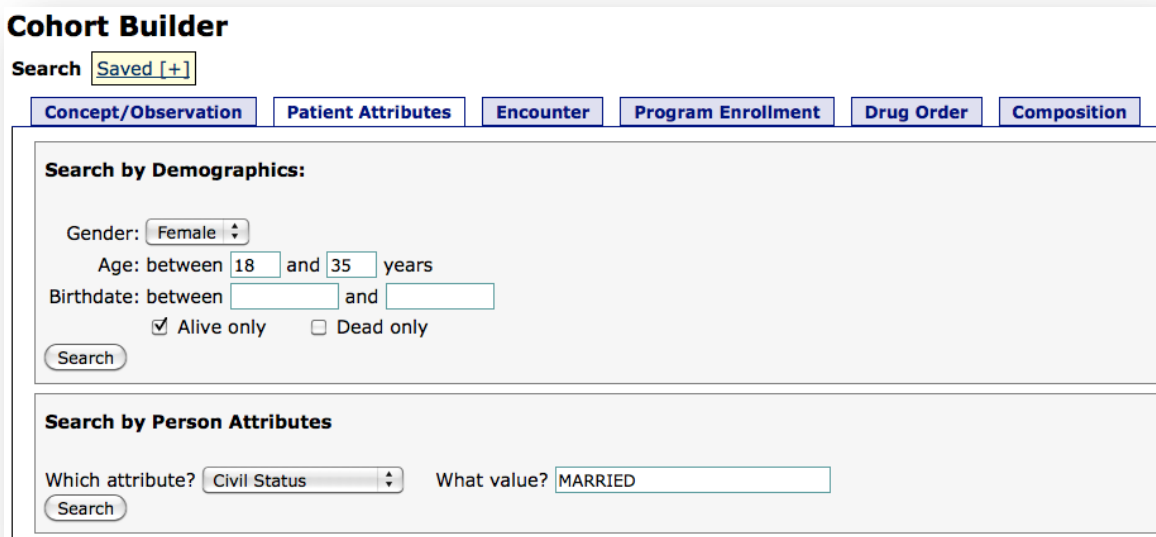 Cohort Builder
Search Saved [+]
Concept/Observation Patient Attributes Encounter Program Enrollment Drug Order Composition
Search by Demographics:
Gender: Female
Age: between 18 and 35 years
Birthdate: between and
Alive only Dead only
Search
Search by Person Attributes
Which attribute? Civil Status What value? MARRIED
Search